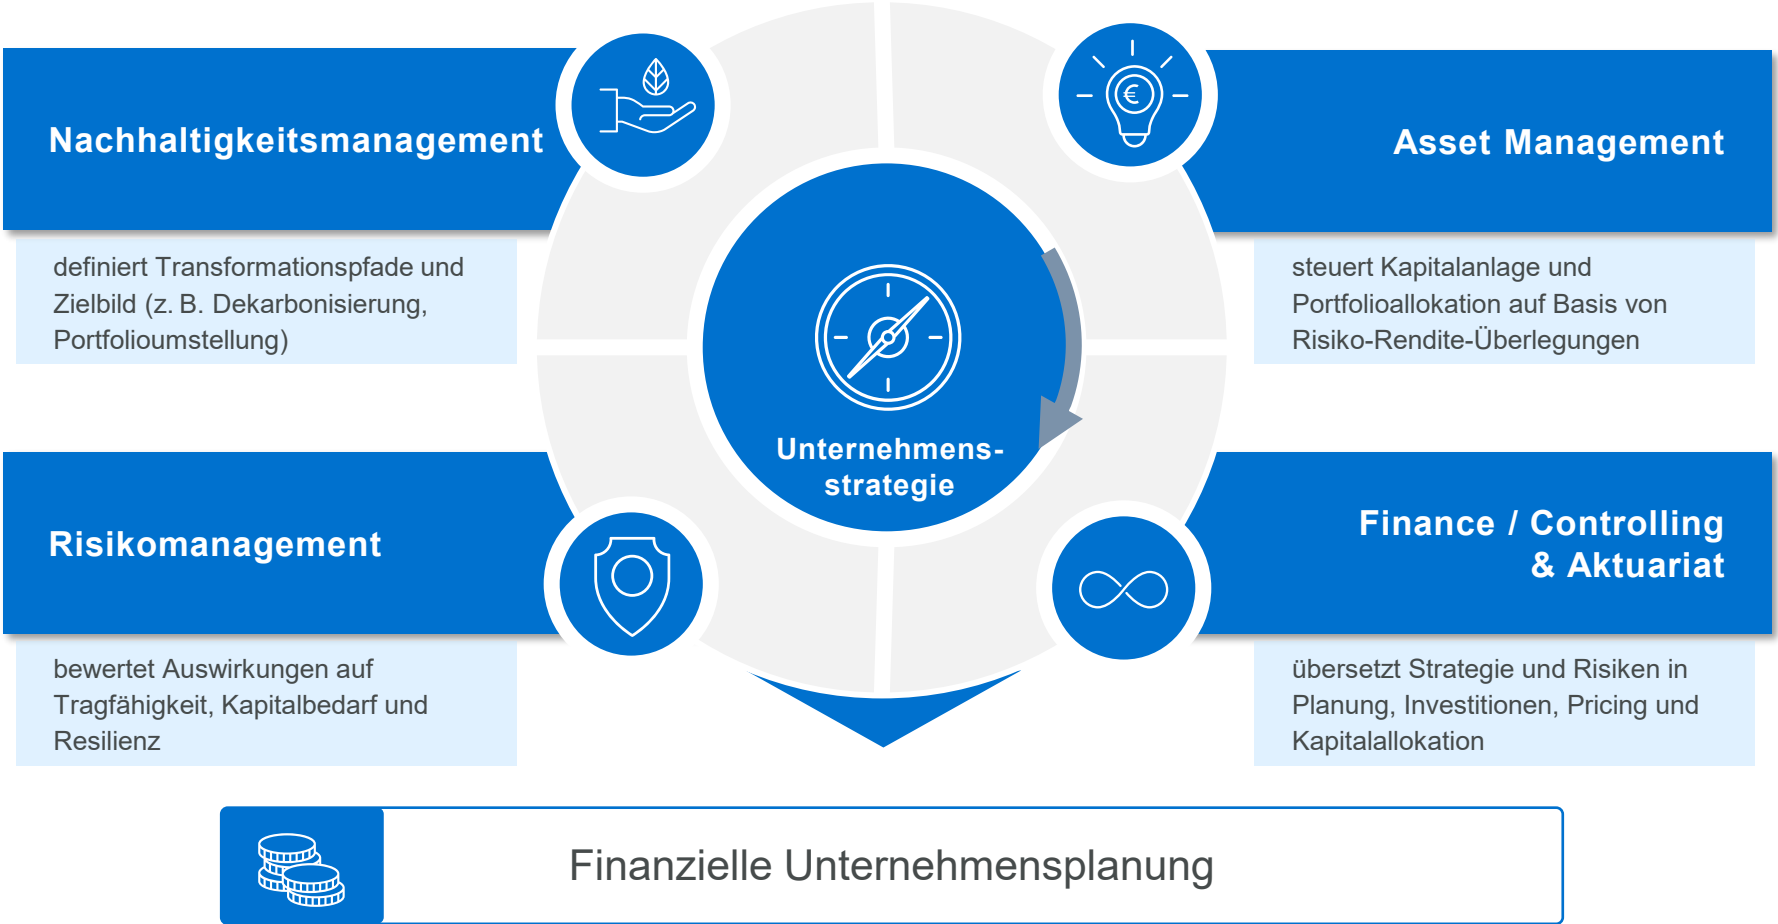 Nachhaltigkeitsmanagement
definiert Transformationspfade und
Zielbild (z. B. Dekarbonisierung,
Portfolioumstellung)
€
Asset Management
steuert Kapitalanlage und
Portfolioallokation auf Basis von
Risiko-Rendite-Überlegungen
Unternehmens-
strategie
Risikomanagement
bewertet Auswirkungen auf
Tragfähigkeit, Kapitalbedarf und
Resilienz
Finance / Controlling
& Aktuariat
übersetzt Strategie und Risiken in
Planung, Investitionen, Pricing und
Kapitalallokation
Finanzielle Unternehmensplanung